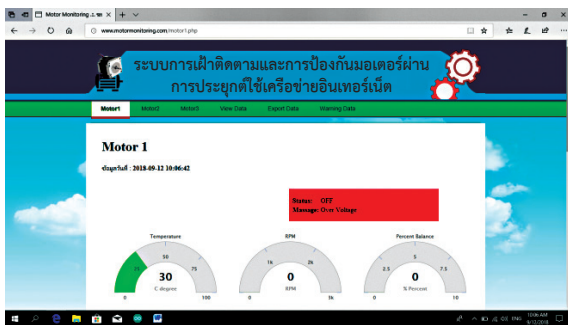 Motor Monitoring
www.motormonitoring.com/motor1.php
ระบบการเฝ้าติดตามและการป้องกันมอเตอร์ผ่าน
การประยุกต์ใช้เครือข่ายอินเทอร์เน็ต
Motor1 Motor2 Motor3 View Data Export Data Warning Data
Motor 1
ข้อมูลวันที่ : 2018-09-12 10:06:42
Status: OFF
Massage: Over Voltage
Temperature RPM Percent Balance
50 1k 2k 5
25 75 2.5 7.5
30 0 0
C degree RPM % Percent
0 100 0 3k 0 10
ENG 10:06 AM
9/12/2018